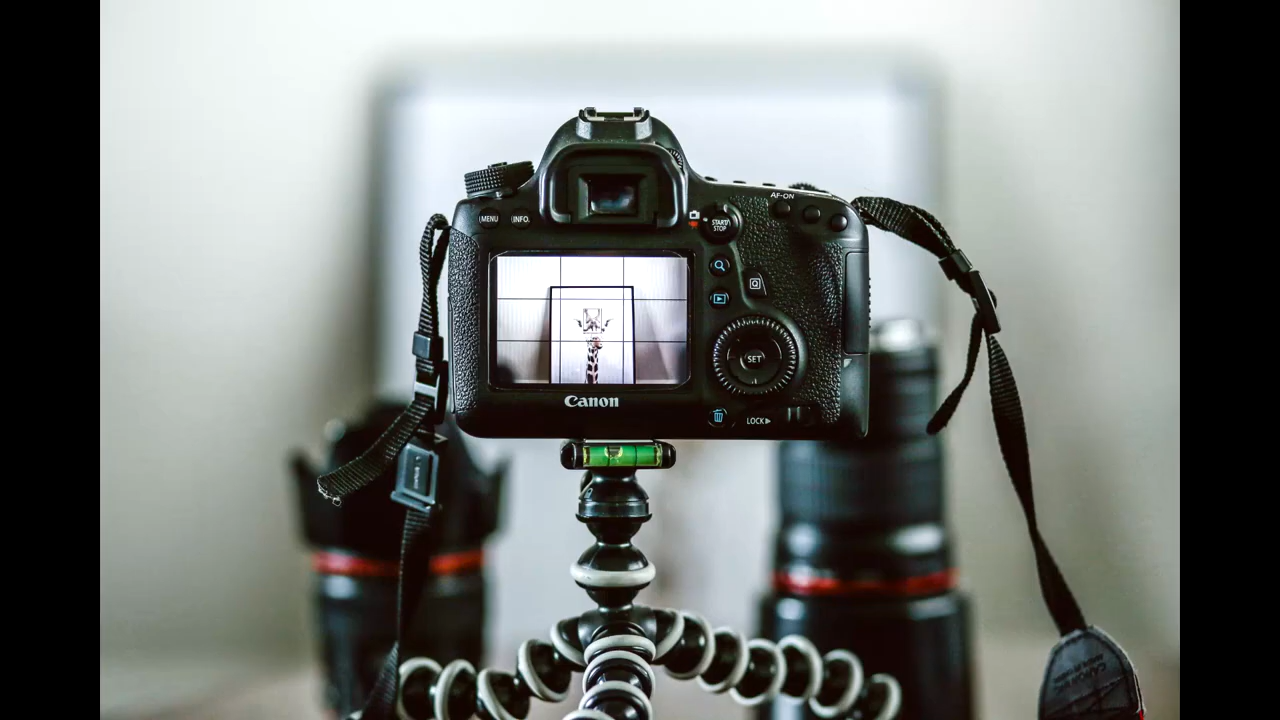 AF-ON
MENU INFO.
START/
STOP
Q
SET
Canon
LOCK